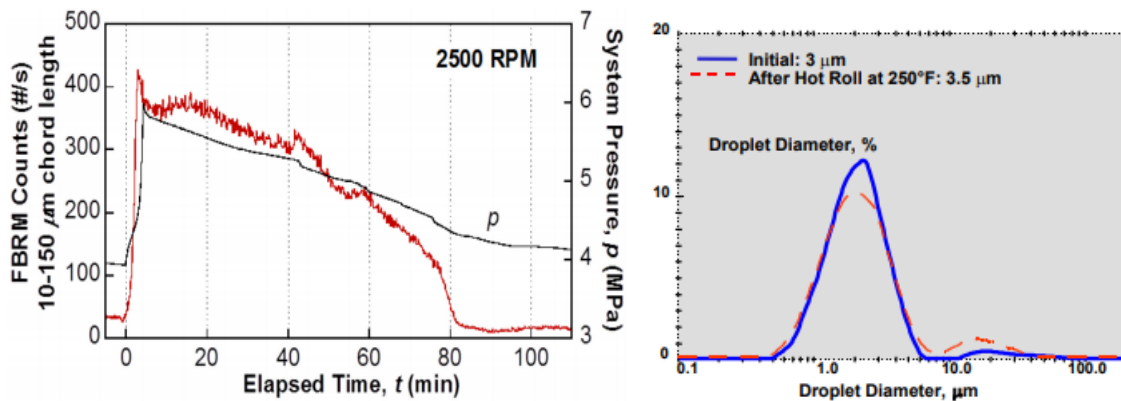 FBRM Counts (#/s)
10-150 μm chord length
500
400
300
200
100
0
2500 RPM
p
7
6
5
4
3
System Pressure, p (MPa)
0 20 40 60 80 100
Elapsed Time, t (min)
20
10
0
Initial: 3 μm
After Hot Roll at 250°F: 3.5 μm
Droplet Diameter, %
0.1 1.0 10.0 100.0
Droplet Diameter, μm